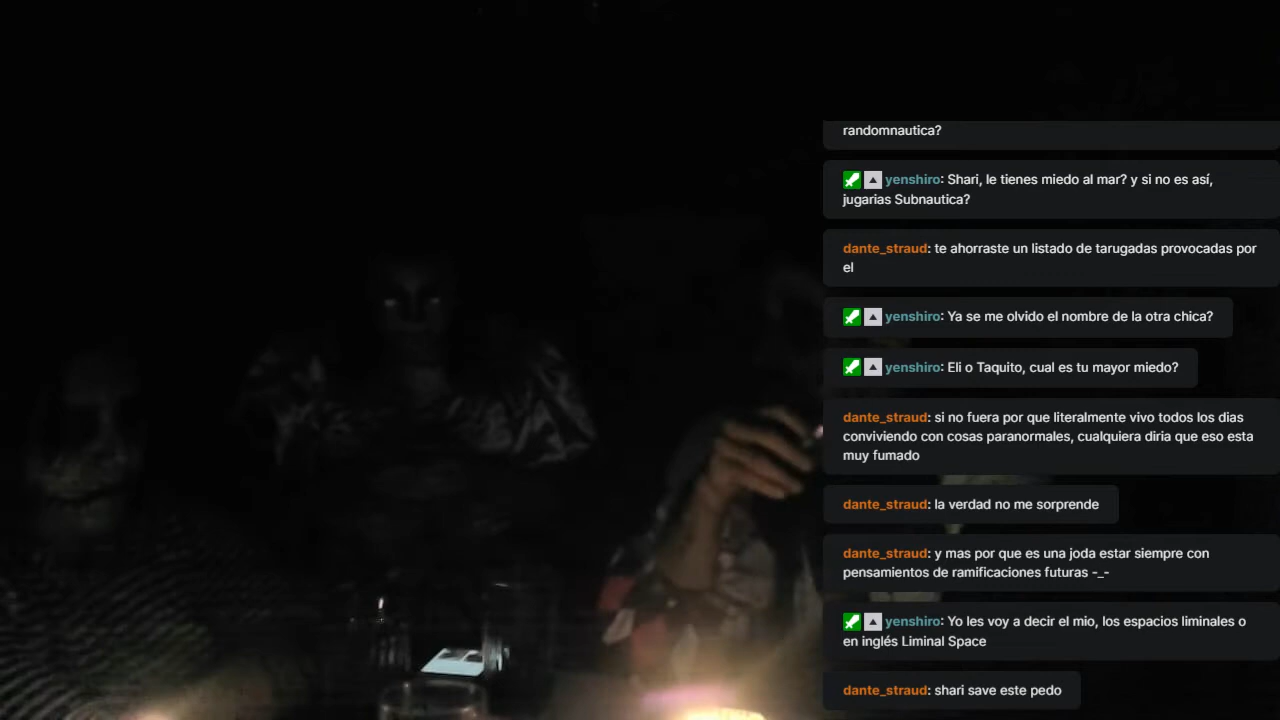 randomnautica?
yenshiro: Shari, le tienes miedo al mar? y si no es así,
jugarias Subnautica?
dante_straud: te ahorraste un listado de tarugadas provocadas por
el
yenshiro: Ya se me olvido el nombre de la otra chica?
yenshiro: Eli o Taquito, cual es tu mayor miedo?
dante_straud: si no fuera por que literalmente vivo todos los dias
conviviendo con cosas paranormales, cualquiera diria que eso esta
muy fumado
dante_straud: la verdad no me sorprende
dante_straud: y mas por que es una joda estar siempre con
pensamientos de ramificaciones futuras -_-
yenshiro: Yo les voy a decir el mio, los espacios liminales o
en inglés Liminal Space
dante_straud: shari save este pedo